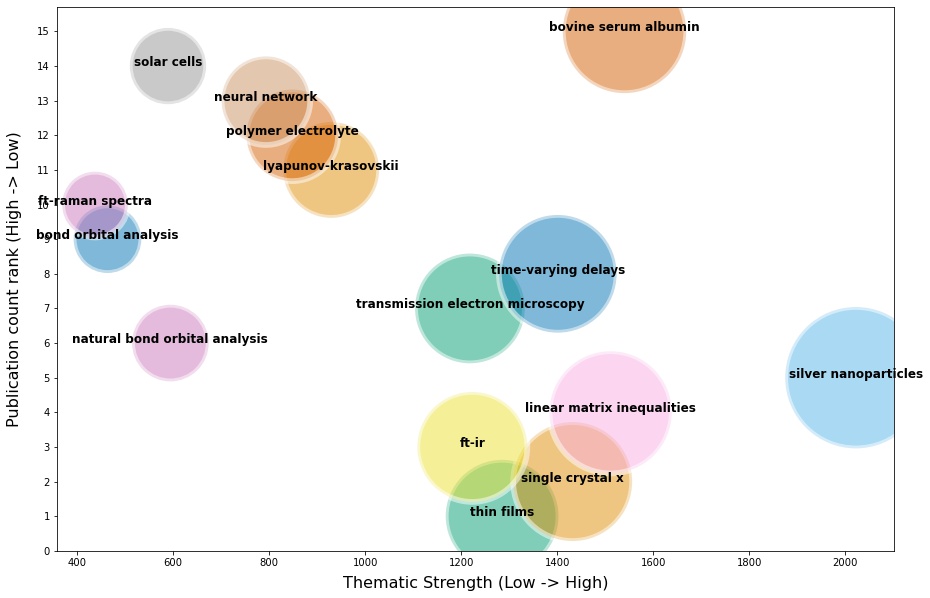 Publication count rank (High -> Low)
15
14
13
12
11
10
9
8
7
6
5
4
3
2
1
0
bovine serum albumin
solar cells
neural network
polymer electrolyte
lyapunov-krasovskii
ft-raman spectra
bond orbital analysis
time-varying delays
transmission electron microscopy
natural bond orbital analysis
silver nanoparticles
linear matrix inequalities
ft-ir
single crystal x
thin films
400 600 800 1000 1200 1400 1600 1800 2000
Thematic Strength (Low -> High)